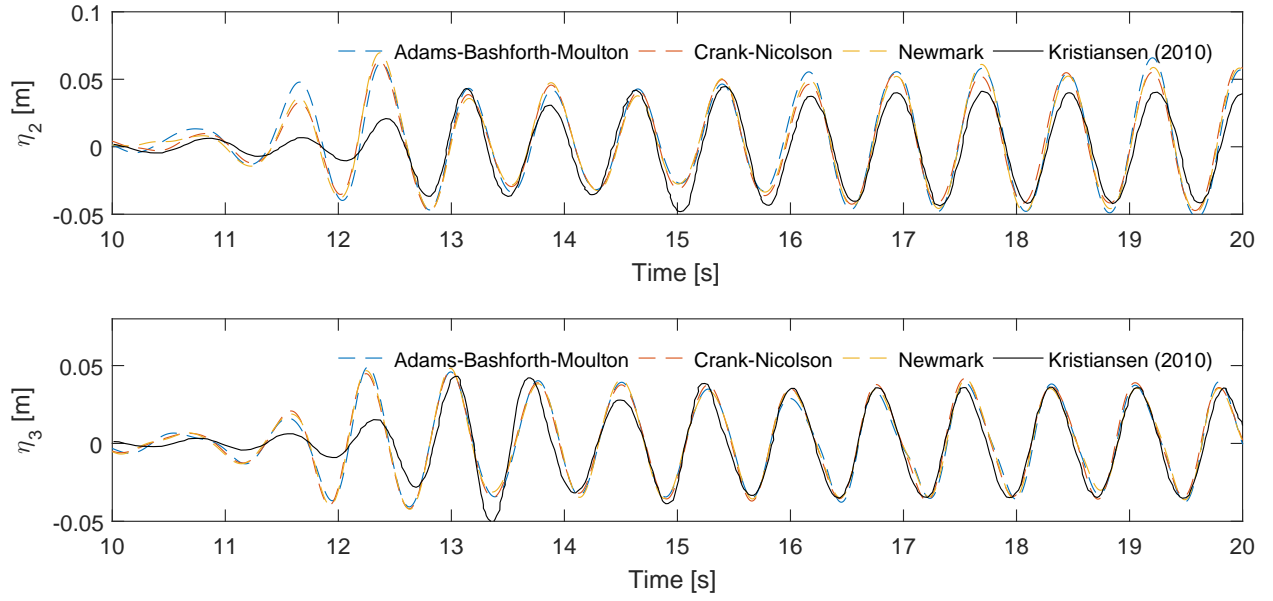 0.1
Adams-Bashforth-Moulton Crank-Nicolson Newmark Kristiansen (2010)
0.05
η2 [m]
0
-0.05
10 11 12 13 14 15 16 17 18 19 20
Time [s]
Adams-Bashforth-Moulton Crank-Nicolson Newmark Kristiansen (2010)
0.05
η3 [m]
0
-0.05
10 11 12 13 14 15 16 17 18 19 20
Time [s]